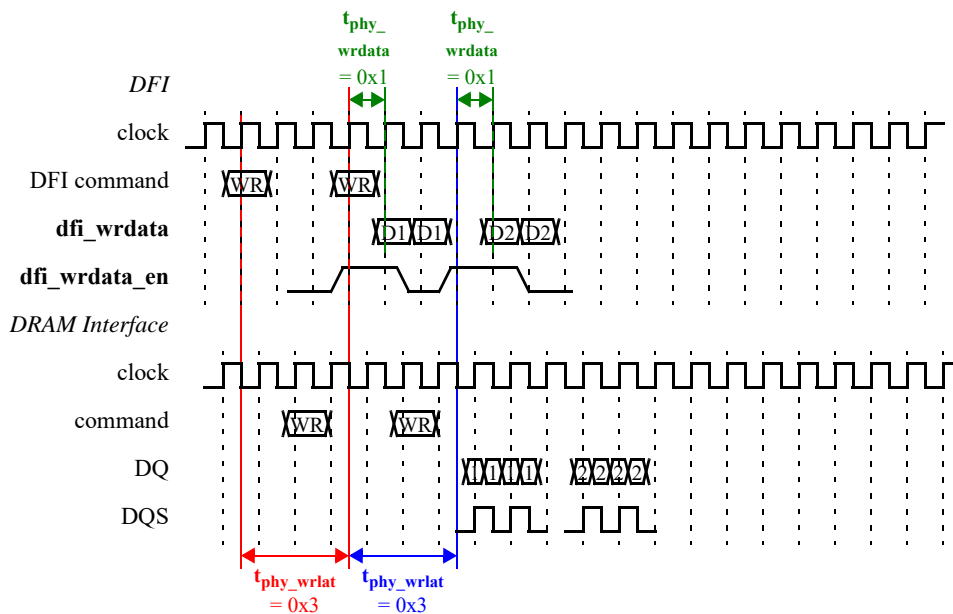 tphy_ tphy_
wrdata wrdata
= 0x1 = 0x1
DFI
clock
DFI command WR WR
dfi_wrdata D1 D1 D2 D2
dfi_wrdata_en
DRAM Interface
clock
command WR WR
DQ 1 1 1 1 2 2 2 2
DQS
tphy_wrlat tphy_wrlat
= 0x3 = 0x3